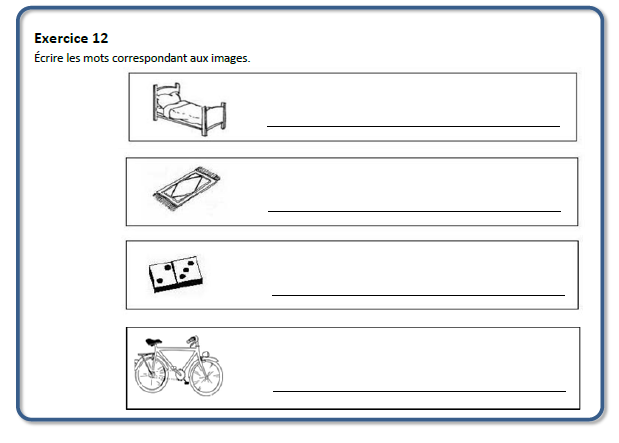 Exercice 12
Écrire les mots correspondant aux images.